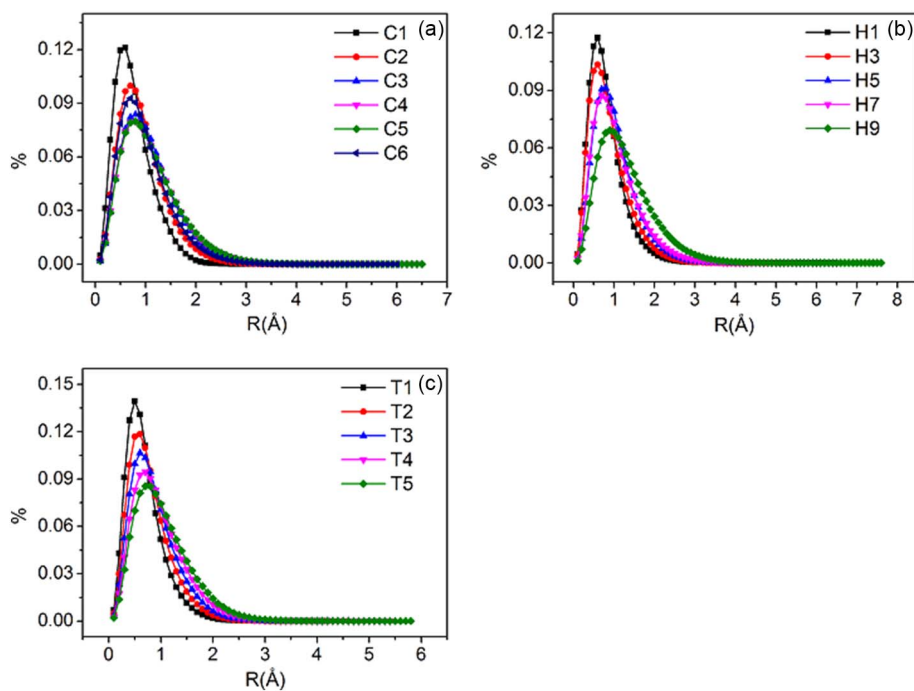 (a)
C1
C2
C3
C4
C5
C6
%
0.12
0.09
0.06
0.03
0.00
0 1 2 3 4 5 6 7
R(Å)
(b)
H1
H3
H5
H7
H9
%
0.12
0.09
0.06
0.03
0.00
0 1 2 3 4 5 6 7 8
R(Å)
(c)
T1
T2
T3
T4
T5
%
0.15
0.12
0.09
0.06
0.03
0.00
0 1 2 3 4 5 6
R(Å)